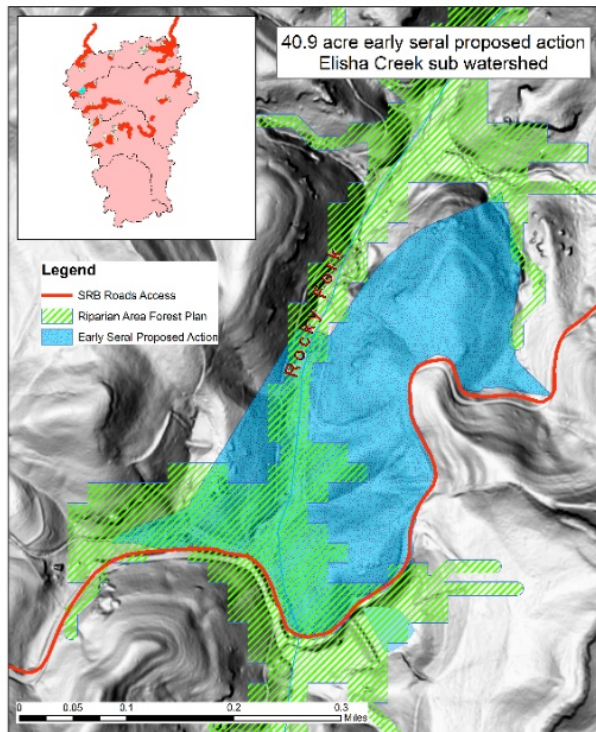 40.9 acre early seral proposed action
Elisha Creek sub watershed
Legend
SRB Roads Access
Riparian Area Forest Plan
Early Seral Proposed Action
Rocky Fork
0 0.05 0.1 0.2 0.3
Miles